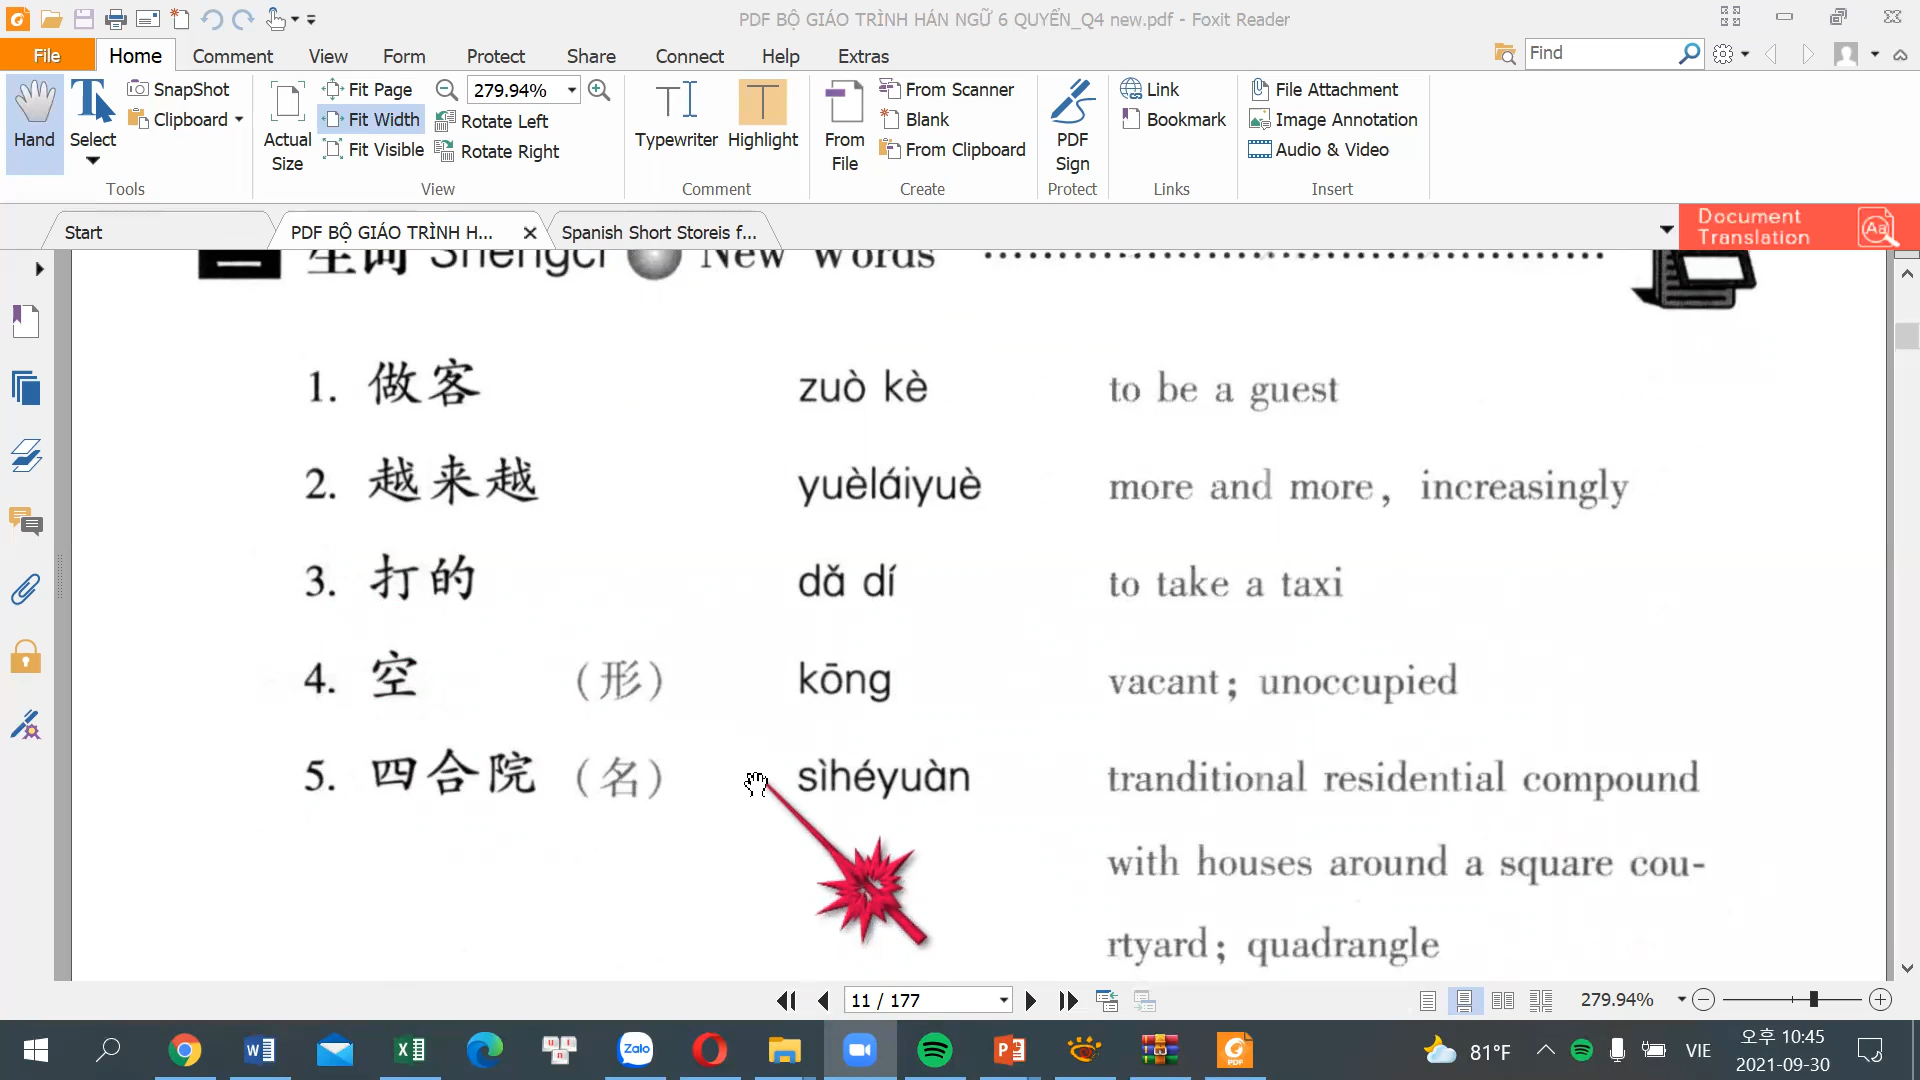 PDF BỘ GIÁO TRÌNH HÁN NGỮ 6 QUYỂN_Q4 new.pdf - Foxit Reader
File Home Comment View Form Protect Share Connect Help Extras Find
Hand
Select
SnapShot
Clipboard
Tools
Actual Size
Fit Page
Fit Width
Fit Visible
279.94%
Rotate Left
Rotate Right
View
Typewriter
Highlight
Comment
From File
From Scanner
Blank
From Clipboard
Create
PDF Sign
Protect
Link
Bookmark
Links
File Attachment
Image Annotation
Audio & Video
Insert
Start
PDF BỘ GIÁO TRÌNH H...
Spanish Short Storeis f...
Document
Translation
二 生词 Shengci New Words
1. 做客 zuò kè to be a guest
2. 越来越 yuèláiyuè more and more, increasingly
3. 打的 dǎ dí to take a taxi
4. 空 (形) kōng vacant; unoccupied
5. 四合院 (名) sìhéyuàn tranditional residential compound
with houses around a square cou-
rtyard; quadrangle
11 / 177
279.94%
Zalo
81°F
VIE
오후 10:45
2021-09-30